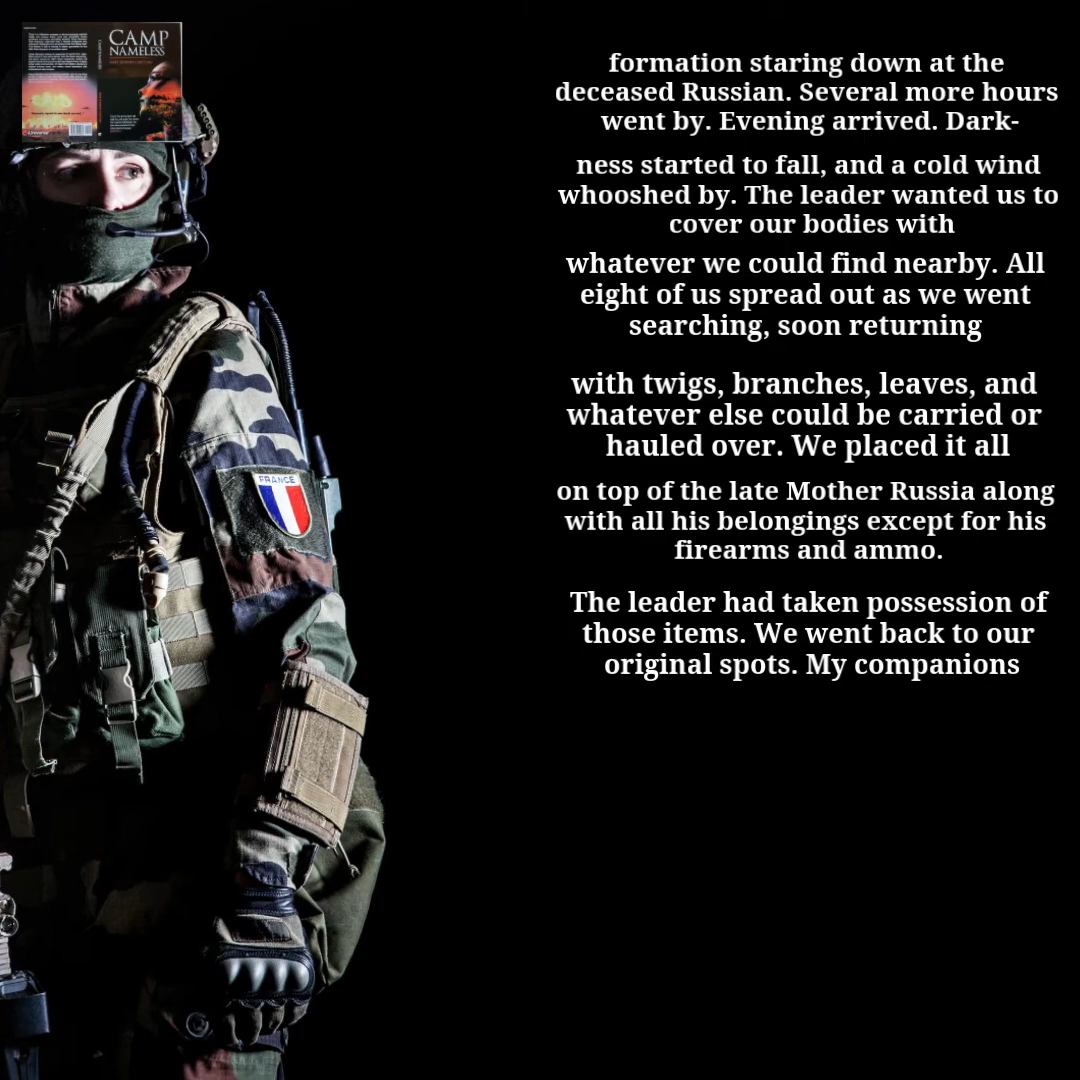 CAMP
NAMELESS
formation staring down at the
deceased Russian. Several more hours
went by. Evening arrived. Dark-
ness started to fall, and a cold wind
whooshed by. The leader wanted us to
cover our bodies with
whatever we could find nearby. All
eight of us spread out as we went
searching, soon returning
with twigs, branches, leaves, and
whatever else could be carried or
hauled over. We placed it all
on top of the late Mother Russia along
with all his belongings except for his
firearms and ammo.
The leader had taken possession of
those items. We went back to our
original spots. My companions
FRANCE